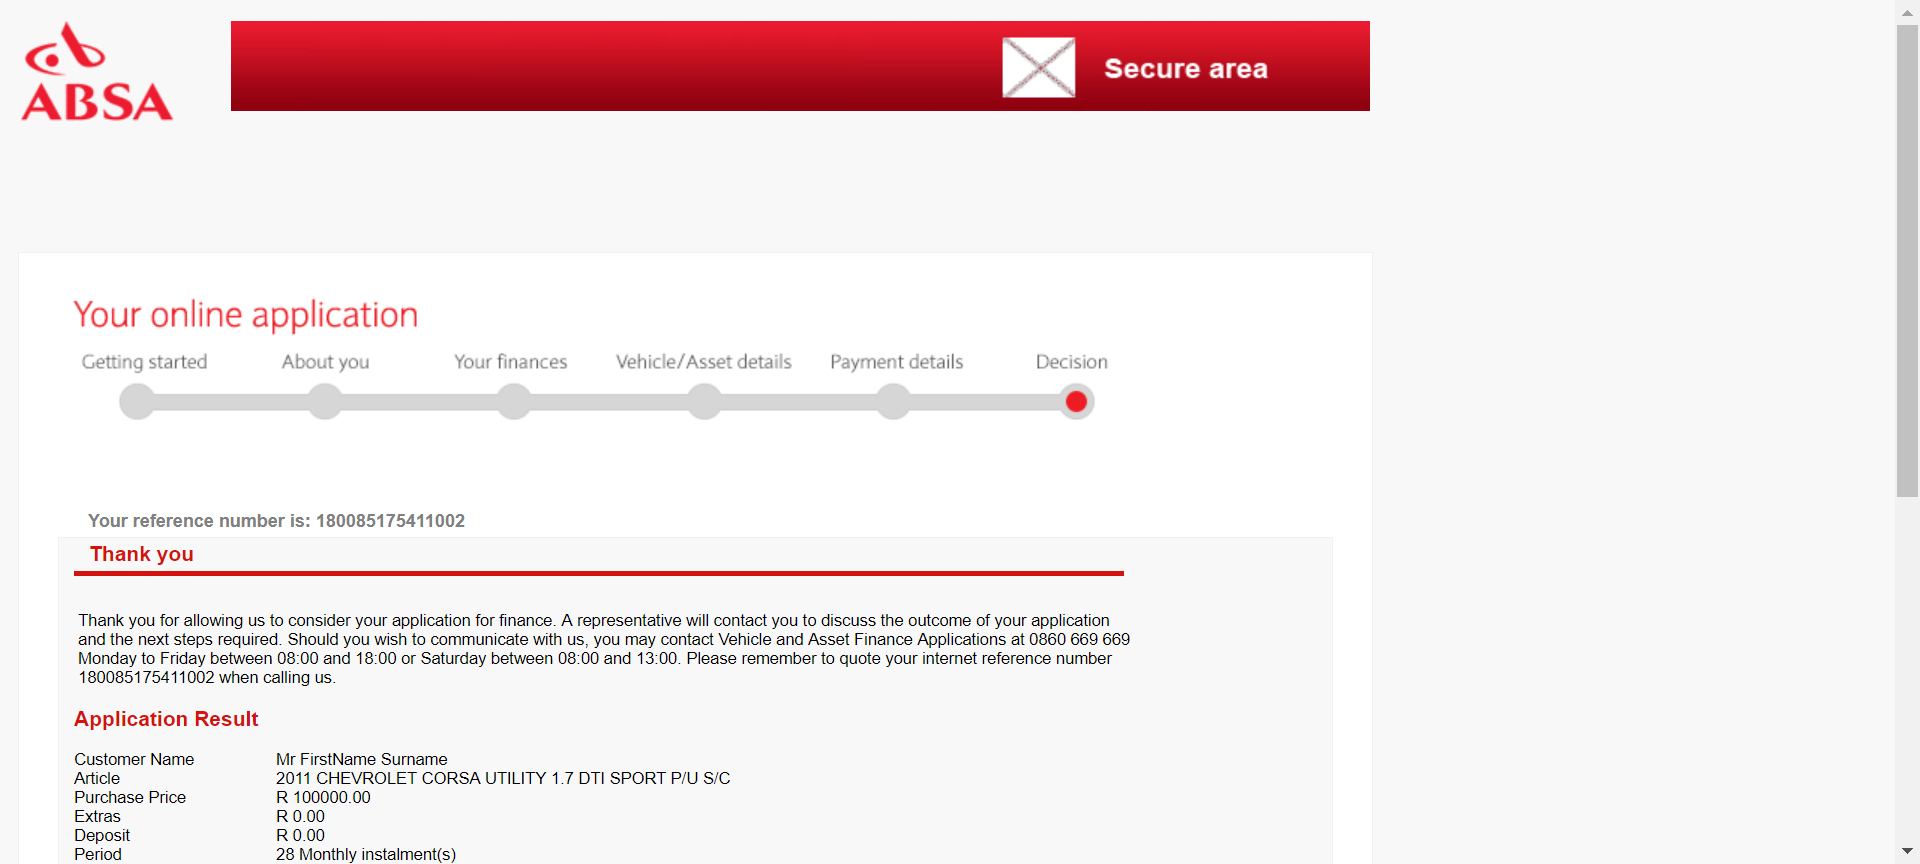 ABSA
Secure area
Your online application
Getting started About you Your finances Vehicle/Asset details Payment details Decision
Your reference number is: 180085175411002
Thank you
Thank you for allowing us to consider your application for finance. A representative will contact you to discuss the outcome of your application
and the next steps required. Should you wish to communicate with us, you may contact Vehicle and Asset Finance Applications at 0860 669 669
Monday to Friday between 08:00 and 18:00 or Saturday between 08:00 and 13:00. Please remember to quote your internet reference number
180085175411002 when calling us.
Application Result
Customer Name Mr FirstName Surname
Article 2011 CHEVROLET CORSA UTILITY 1.7 DTI SPORT P/U S/C
Purchase Price R 100000.00
Extras R 0.00
Deposit R 0.00
Period 28 Monthly instalment(s)